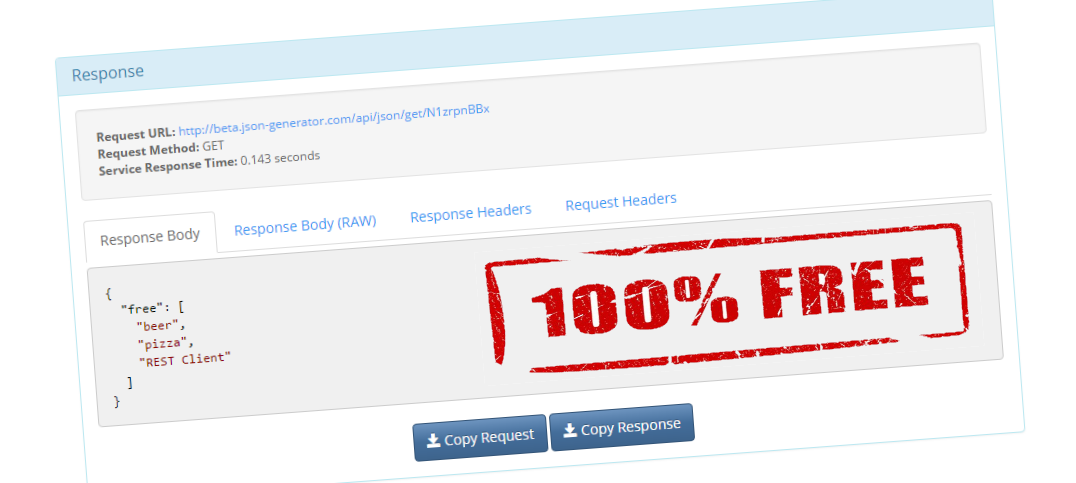 Response
Request URL: http://beta.json-generator.com/api/json/get/N1zrpnBBx
Request Method: GET
Service Response Time: 0.143 seconds
Response Body Response Body (RAW) Response Headers Request Headers
{
"free": [
"beer",
"pizza",
"REST Client"
]
}
100% FREE
Copy Request Copy Response